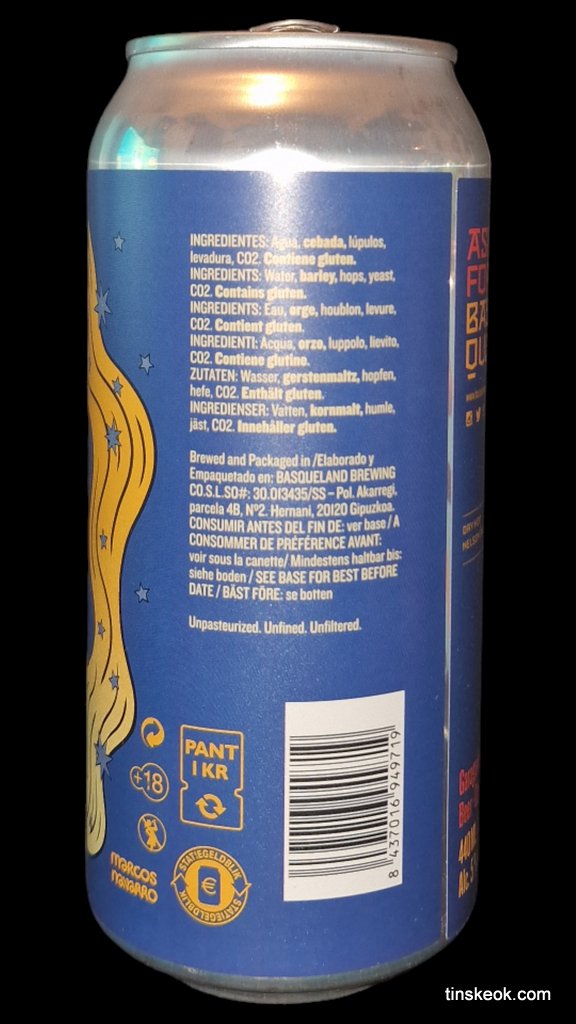 INGREDIENTES: Agua, cebada, lúpulos,
levadura, CO2. Contiene gluten.
INGREDIENTS: Water, barley, hops, yeast,
CO2. Contains gluten.
INGREDIENTS: Eau, orge, houblon, levure,
CO2. Contient gluten.
INGREDIENTI: Acqua, orzo, luppolo, lievito,
CO2. Contiene glutine.
ZUTATEN: Wasser, gerstenmaltz, hopfen,
hefe, CO2. Enthält gluten.
INGREDIENSER: Vatten, kornmalt, humle,
jäst, CO2. Innehåller gluten.
Brewed and Packaged in /Elaborado y
Empaquetado en: BASQUELAND BREWING
CO.S.L.SO#: 30.013435/SS – Pol. Akarregi,
parcela 4B, Nº2. Hernani, 20120 Gipuzkoa.
CONSUMIR ANTES DEL FIN DE: ver base / A
CONSOMMER DE PRÉFÉRENCE AVANT:
voir sous la canette/ Mindestens haltbar bis:
siehe boden / SEE BASE FOR BEST BEFORE
DATE / BÄST FÖRE: se botten
Unpasteurized. Unfined. Unfiltered.
PANT
1 KR
+18
marcos
navarro
STATIEGELDBLIK
STATIEGELDBLIK
8 437016 949719
440
Alc. 5
tinskeok.com